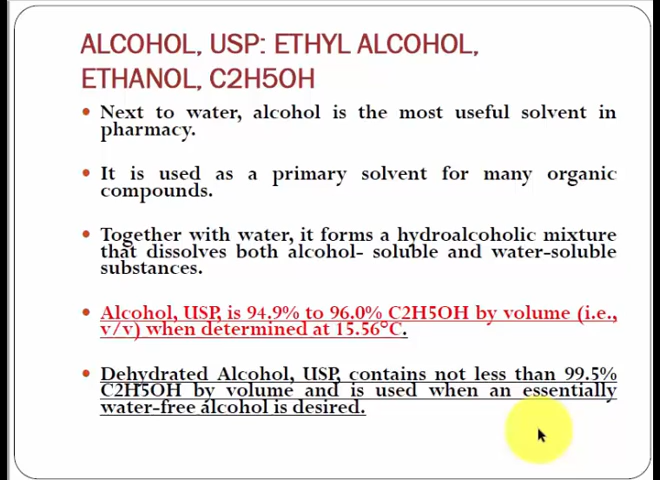 ALCOHOL, USP: ETHYL ALCOHOL,
ETHANOL, C2H5OH
• Next to water, alcohol is the most useful solvent in
pharmacy.
• It is used as a primary solvent for many organic
compounds.
• Together with water, it forms a hydroalcoholic mixture
that dissolves both alcohol- soluble and water-soluble
substances.
• Alcohol, USP, is 94.9% to 96.0% C2H5OH by volume (i.e.,
v/v) when determined at 15.56°C.
• Dehydrated Alcohol, USP, contains not less than 99.5%
C2H5OH by volume and is used when an essentially
water-free alcohol is desired.